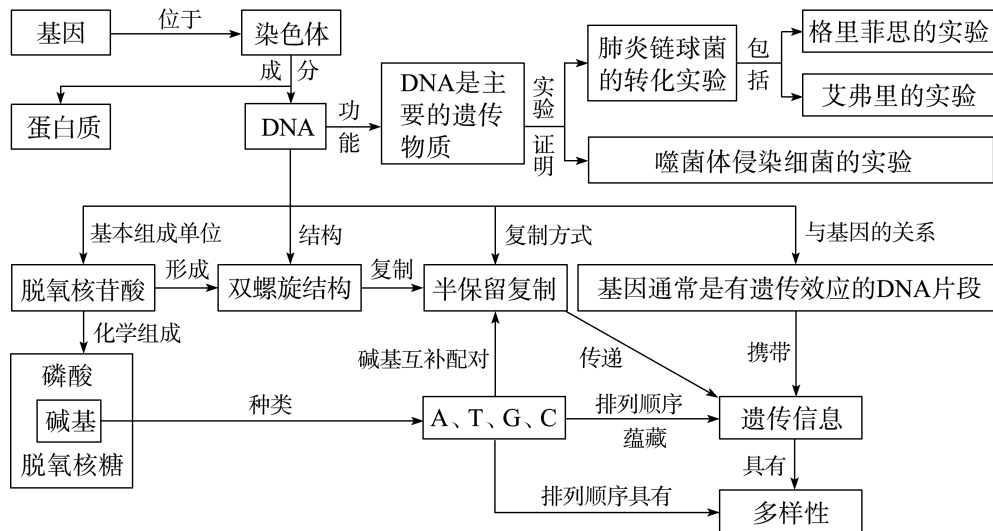 基因
位于
染色体
成分
蛋白质
DNA
功能
DNA是主
要的遗传
物质
实验
证明
肺炎链球菌
的转化实验
包括
格里菲思的实验
艾弗里的实验
噬菌体侵染细菌的实验
基本组成单位
结构
复制方式
与基因的关系
脱氧核苷酸
形成
双螺旋结构
复制
半保留复制
基因通常是有遗传效应的DNA片段
化学组成
磷酸
碱基
脱氧核糖
种类
碱基互补配对
A、T、G、C
传递
排列顺序
蕴藏
携带
遗传信息
具有
排列顺序具有
多样性